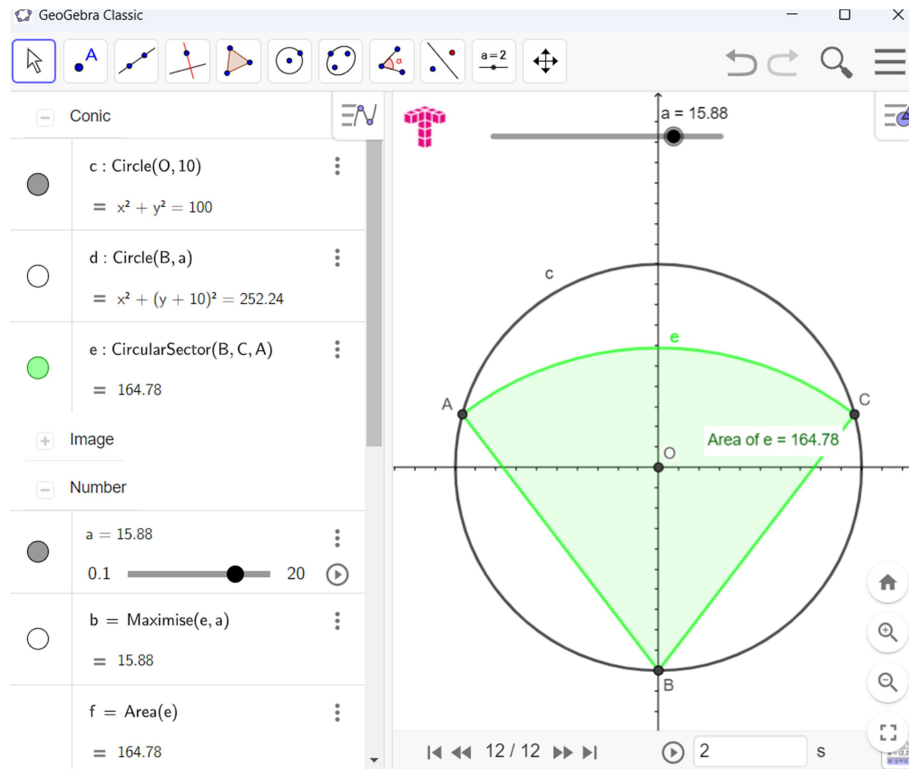 GeoGebra Classic
A
α
a=2
Conic
c : Circle(O, 10)
= x² + y² = 100
d : Circle(B, a)
= x² + (y + 10)² = 252.24
e : CircularSector(B, C, A)
= 164.78
Image
Number
a = 15.88
0.1 20
b = Maximise(e, a)
= 15.88
f = Area(e)
= 164.78
a = 15.88
c
e
A
C
Area of e = 164.78
O
B
12 / 12
2 s